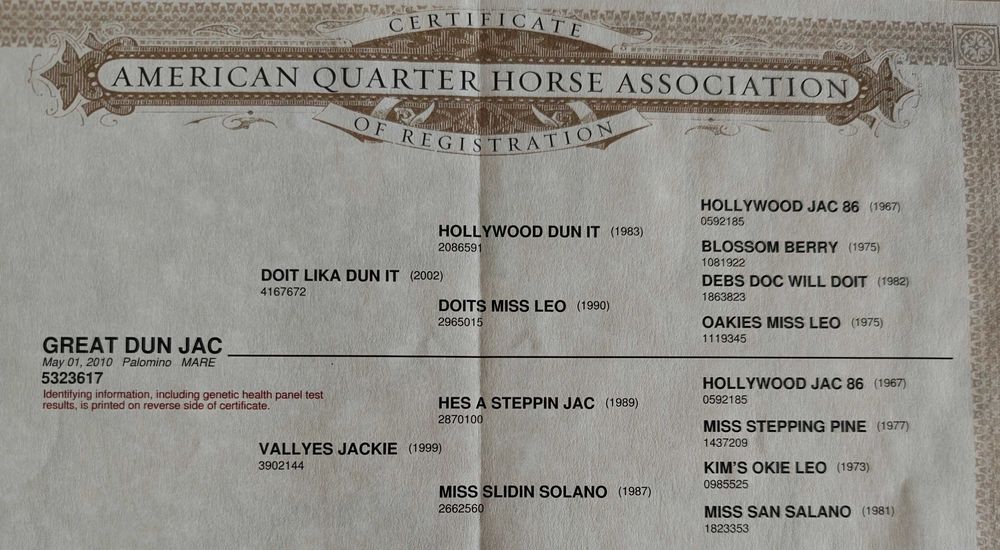 CERTIFICATE
AMERICAN QUARTER HORSE ASSOCIATION
OF REGISTRATION
HOLLYWOOD JAC 86 (1967)
0592185
HOLLYWOOD DUN IT (1983)
2086591
BLOSSOM BERRY (1975)
1081922
DOIT LIKA DUN IT (2002)
4167672
DEBS DOC WILL DOIT (1982)
1863823
DOITS MISS LEO (1990)
2965015
OAKIES MISS LEO (1975)
1119345
GREAT DUN JAC
May 01, 2010 Palomino MARE
5323617
Identifying information, including genetic health panel test
results, is printed on reverse side of certificate.
HOLLYWOOD JAC 86 (1967)
0592185
HES A STEPPIN JAC (1989)
2870100
MISS STEPPING PINE (1977)
1437209
VALLYES JACKIE (1999)
3902144
KIM'S OKIE LEO (1973)
0985525
MISS SLIDIN SOLANO (1987)
2662560
MISS SAN SALANO (1981)
1823353